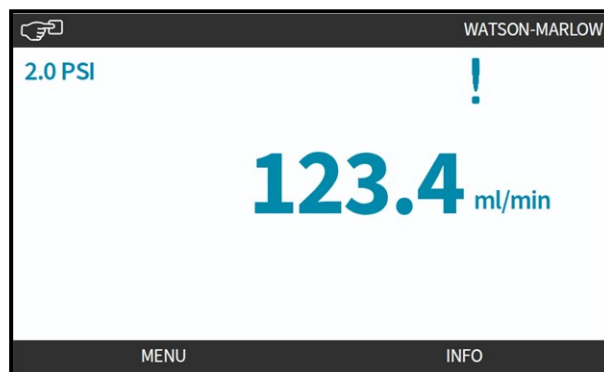 WATSON-MARLOW
2.0 PSI
!
123.4 ml/min
MENU INFO